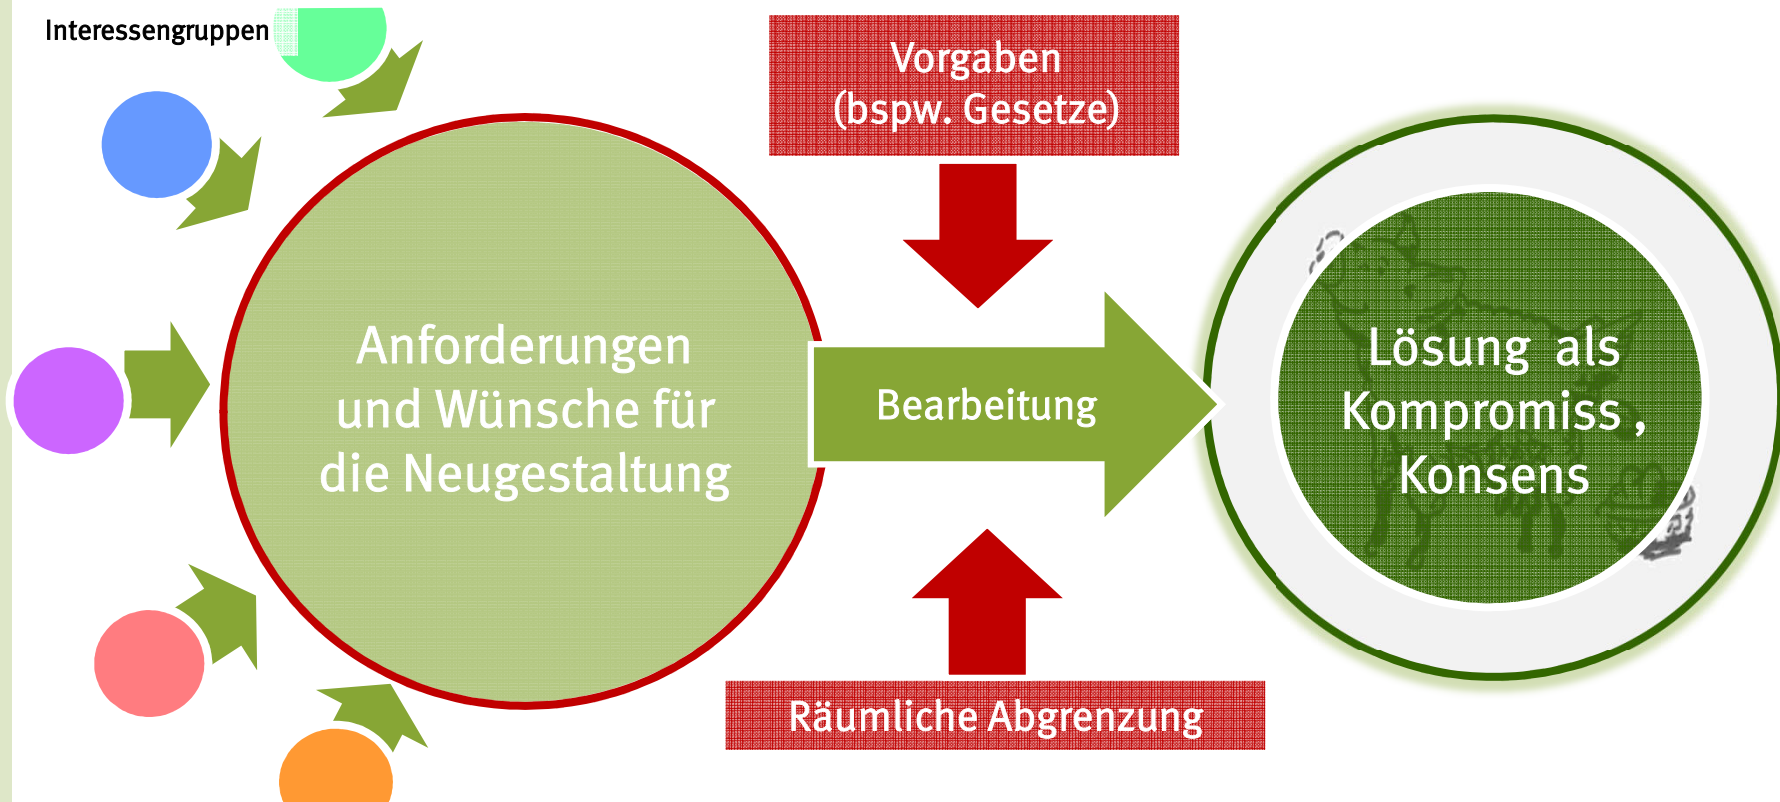 Interessengruppen
Vorgaben
(bspw. Gesetze)
Anforderungen
und Wünsche für
die Neugestaltung
Bearbeitung
Lösung als
Kompromiss ,
Konsens
Räumliche Abgrenzung